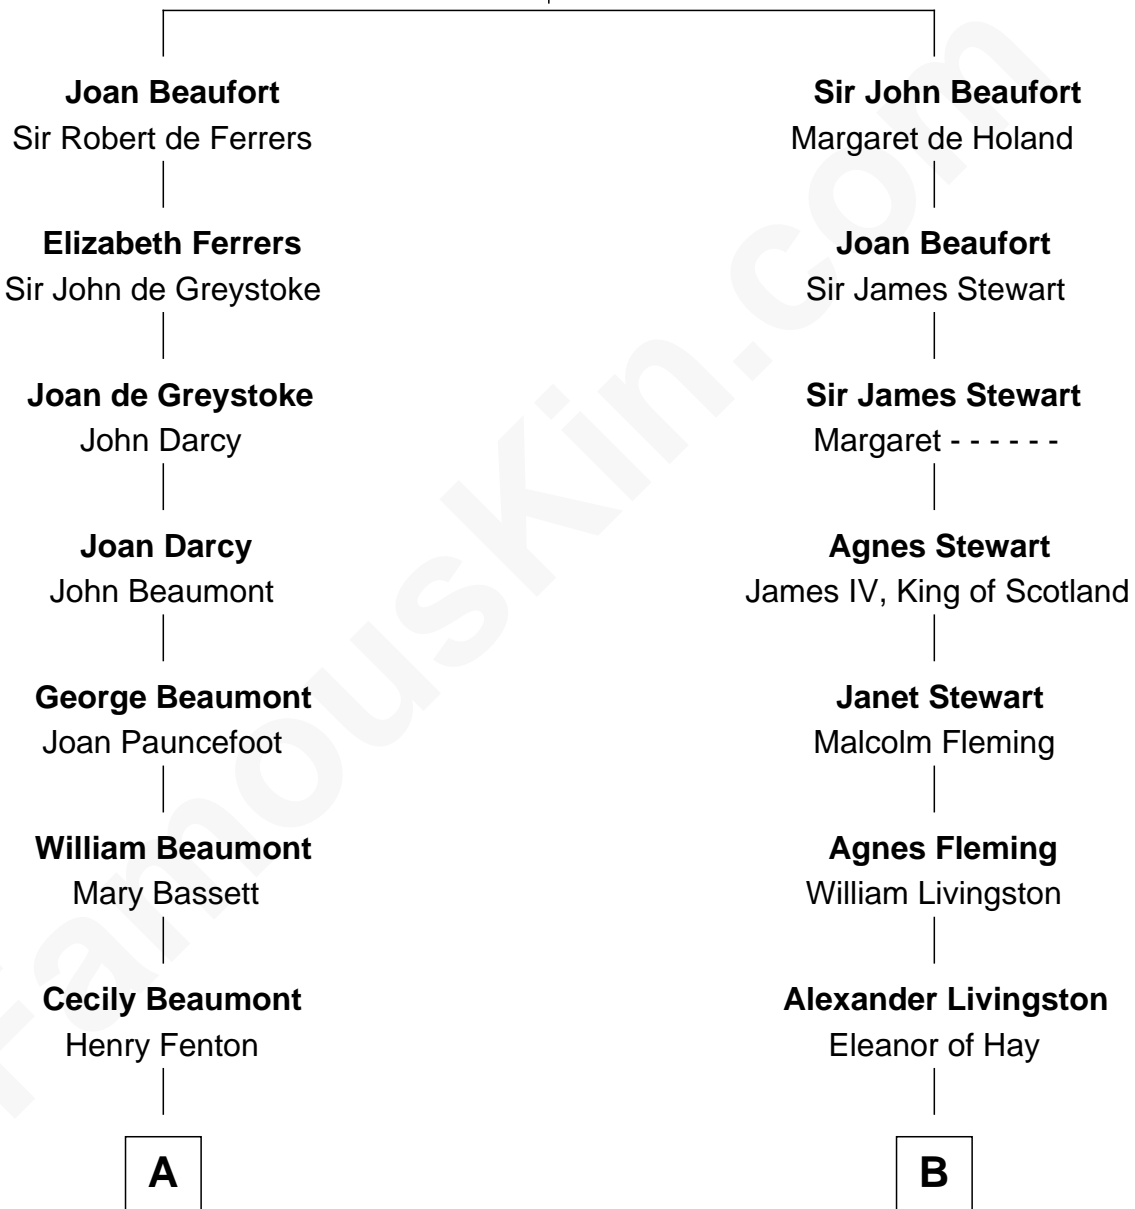 Joan Beaufort
Sir Robert de Ferrers
Elizabeth Ferrers
Sir John de Greystoke
Joan de Greystoke
John Darcy
Joan Darcy
John Beaumont
George Beaumont
Joan Pauncefoot
William Beaumont
Mary Bassett
Cecily Beaumont
Henry Fenton
A
Sir John Beaufort
Margaret de Holand
Joan Beaufort
Sir James Stewart
Sir James Stewart
Margaret - - - - - -
Agnes Stewart
James IV, King of Scotland
Janet Stewart
Malcolm Fleming
Agnes Fleming
William Livingston
Alexander Livingston
Eleanor of Hay
B
FamousKin.com